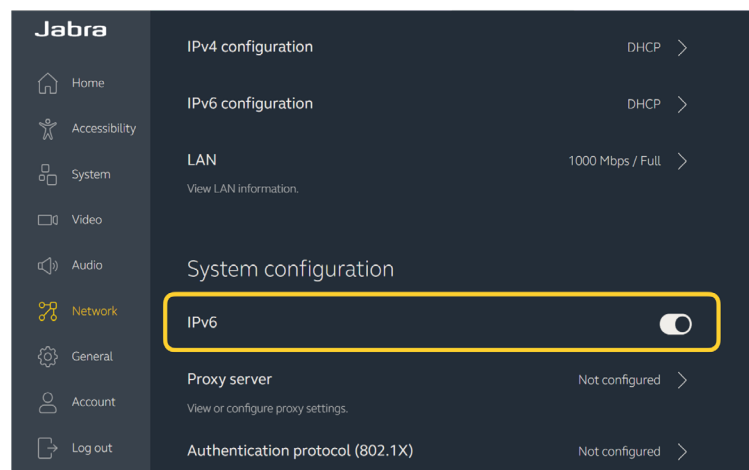 Jabra
Home
Accessibility
System
Video
Audio
Network
General
Account
Log out
IPv4 configuration DHCP
IPv6 configuration DHCP
LAN 1000 Mbps / Full
View LAN information.
System configuration
IPv6
Proxy server Not configured
View or configure proxy settings.
Authentication protocol (802.1X) Not configured